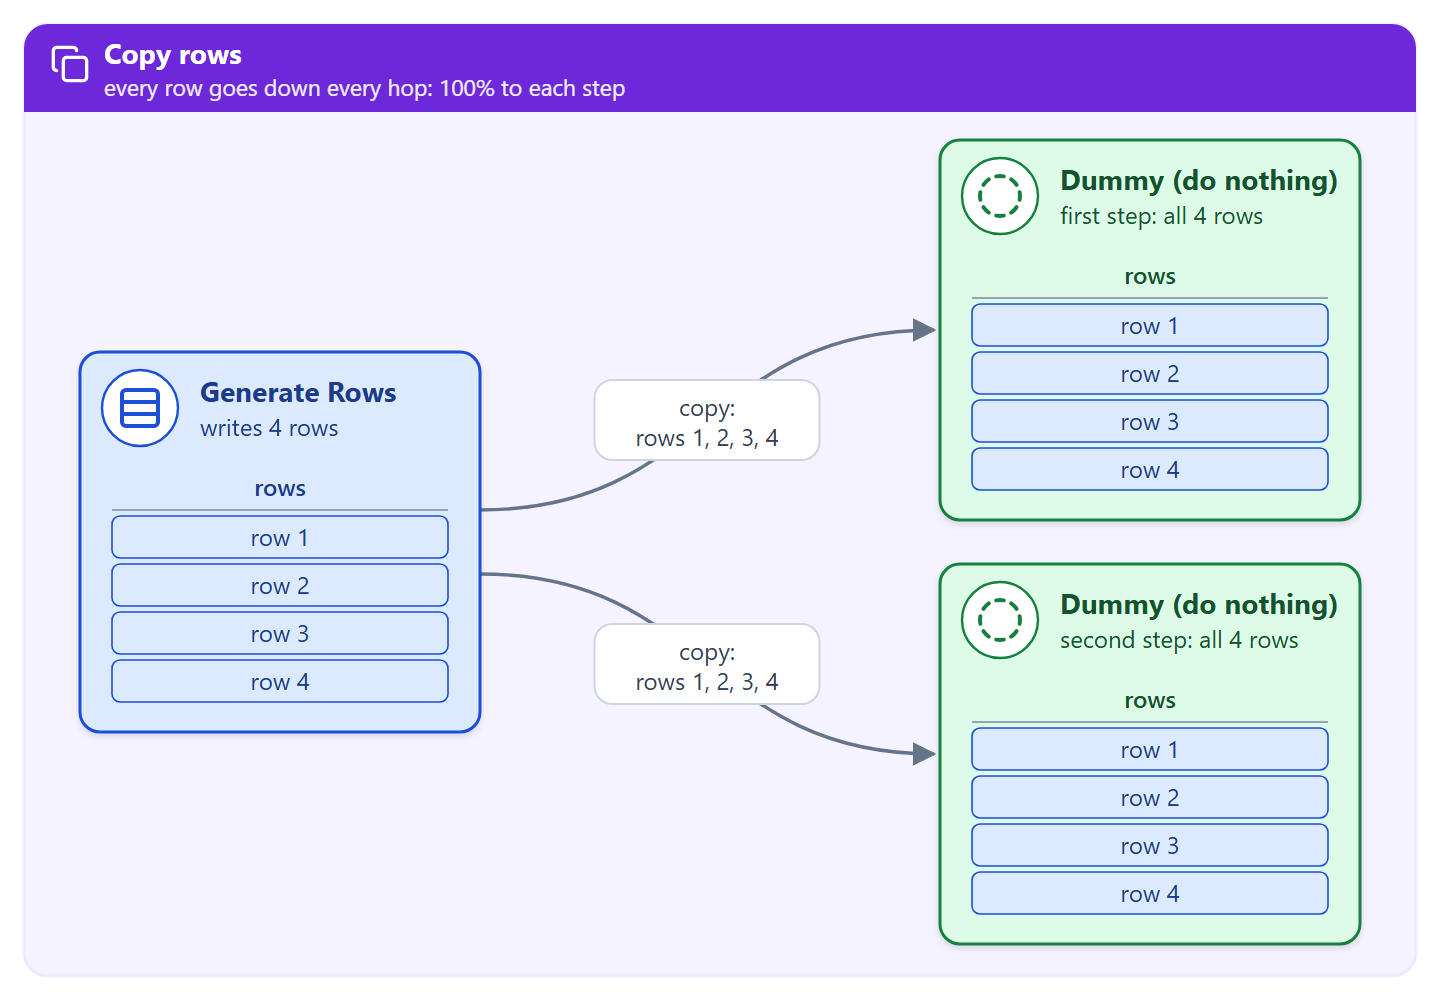 Copy rows
every row goes down every hop: 100% to each step
Generate Rows
writes 4 rows
rows
row 1
row 2
row 3
row 4
copy:
rows 1, 2, 3, 4
copy:
rows 1, 2, 3, 4
Dummy (do nothing)
first step: all 4 rows
rows
row 1
row 2
row 3
row 4
Dummy (do nothing)
second step: all 4 rows
rows
row 1
row 2
row 3
row 4